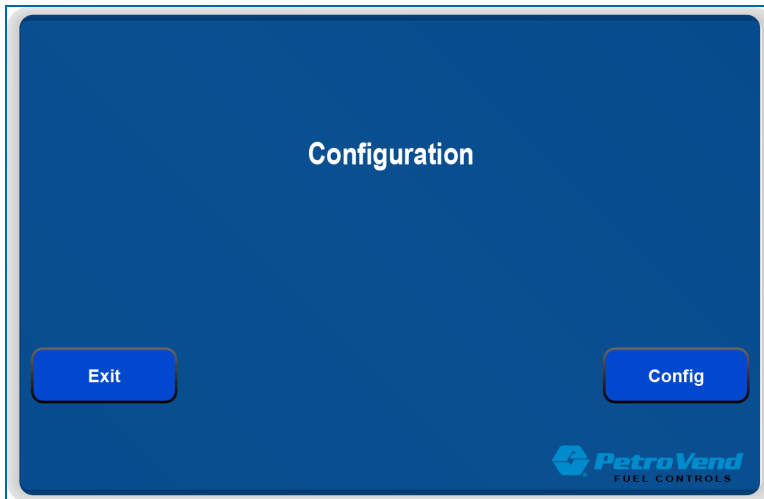 Configuration
Exit
Config
PetroVend
FUEL CONTROLS